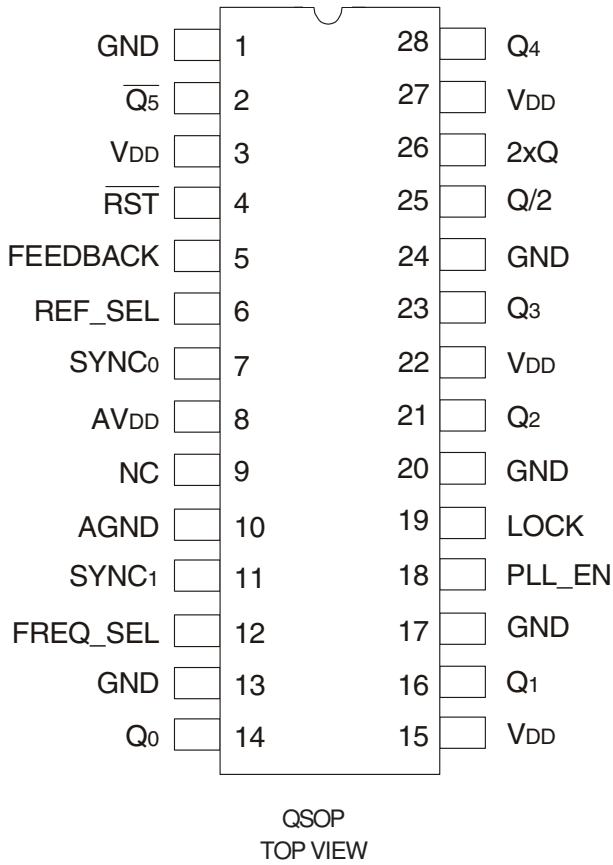 GND 1 28 Q4
Q5 2 27 VDD
VDD 3 26 2xQ
RST 4 25 Q/2
FEEDBACK 5 24 GND
REF_SEL 6 23 Q3
SYNC0 7 22 VDD
AVDD 8 21 Q2
NC 9 20 GND
AGND 10 19 LOCK
SYNC1 11 18 PLL_EN
FREQ_SEL 12 17 GND
GND 13 16 Q1
Q0 14 15 VDD
QSOP
TOP VIEW